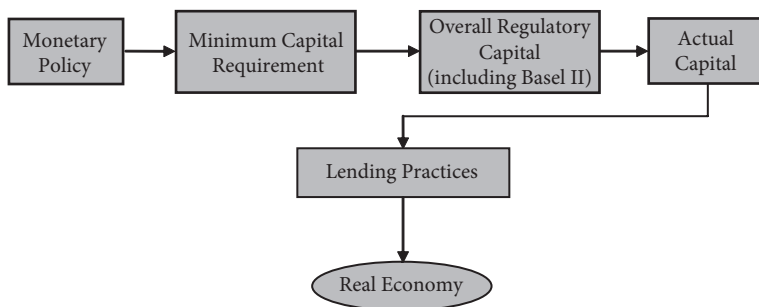 Monetary
Policy
Minimum Capital
Requirement
Overall Regulatory
Capital
(including Basel II)
Actual
Capital
Lending Practices
Real Economy